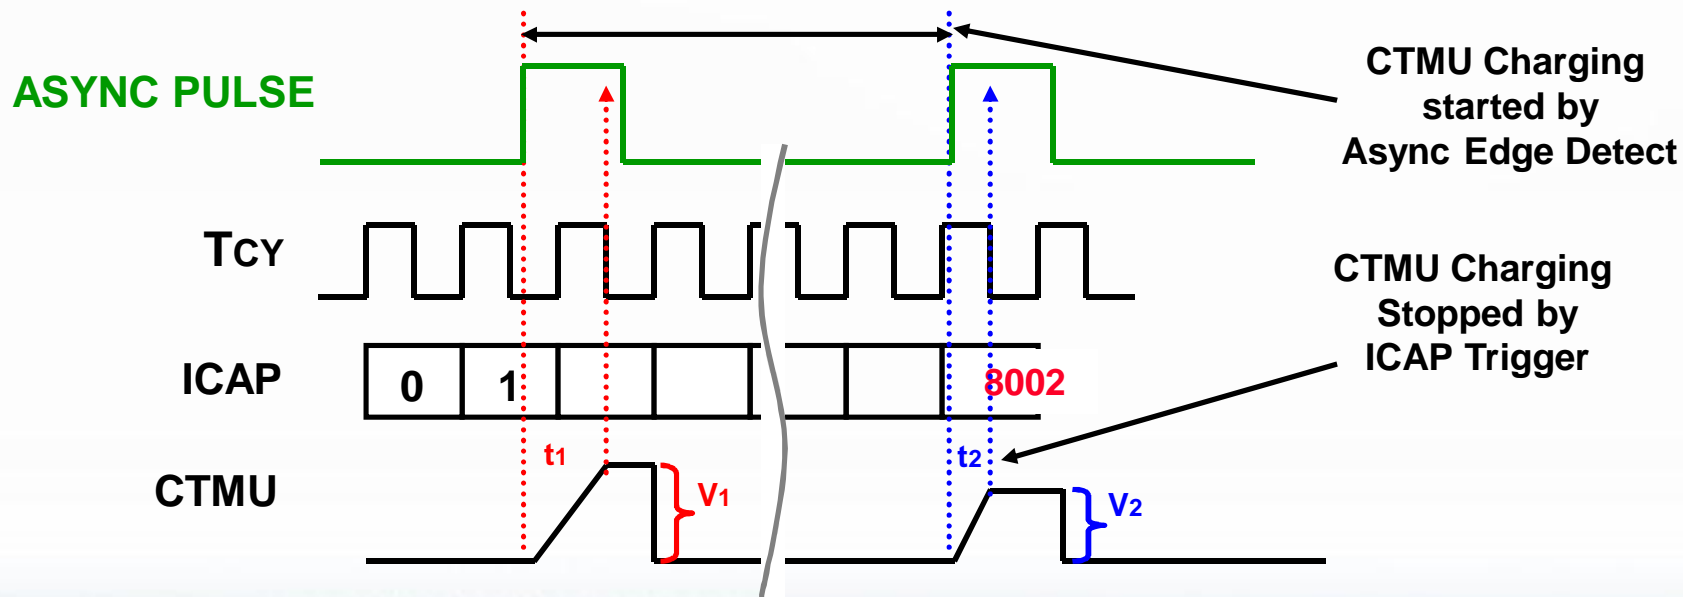 CTMU Charging
started by
Async Edge Detect
ASYNC PULSE
TCY
CTMU Charging
Stopped by
ICAP Trigger
ICAP
0 1 8002
t1 t2
CTMU
V1 V2